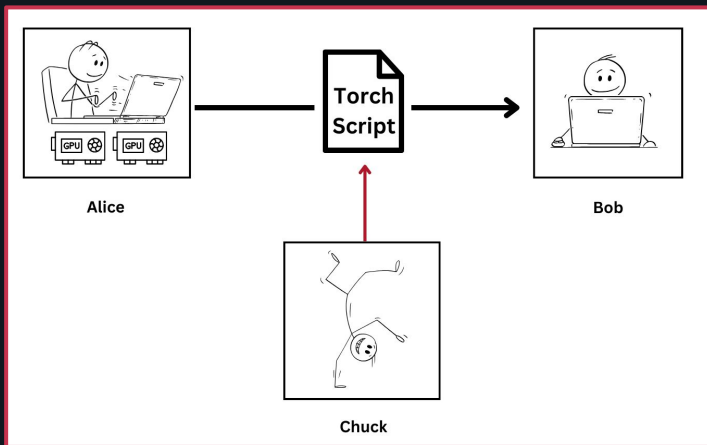 GPU
GPU
Torch
Script
Alice
Bob
Chuck